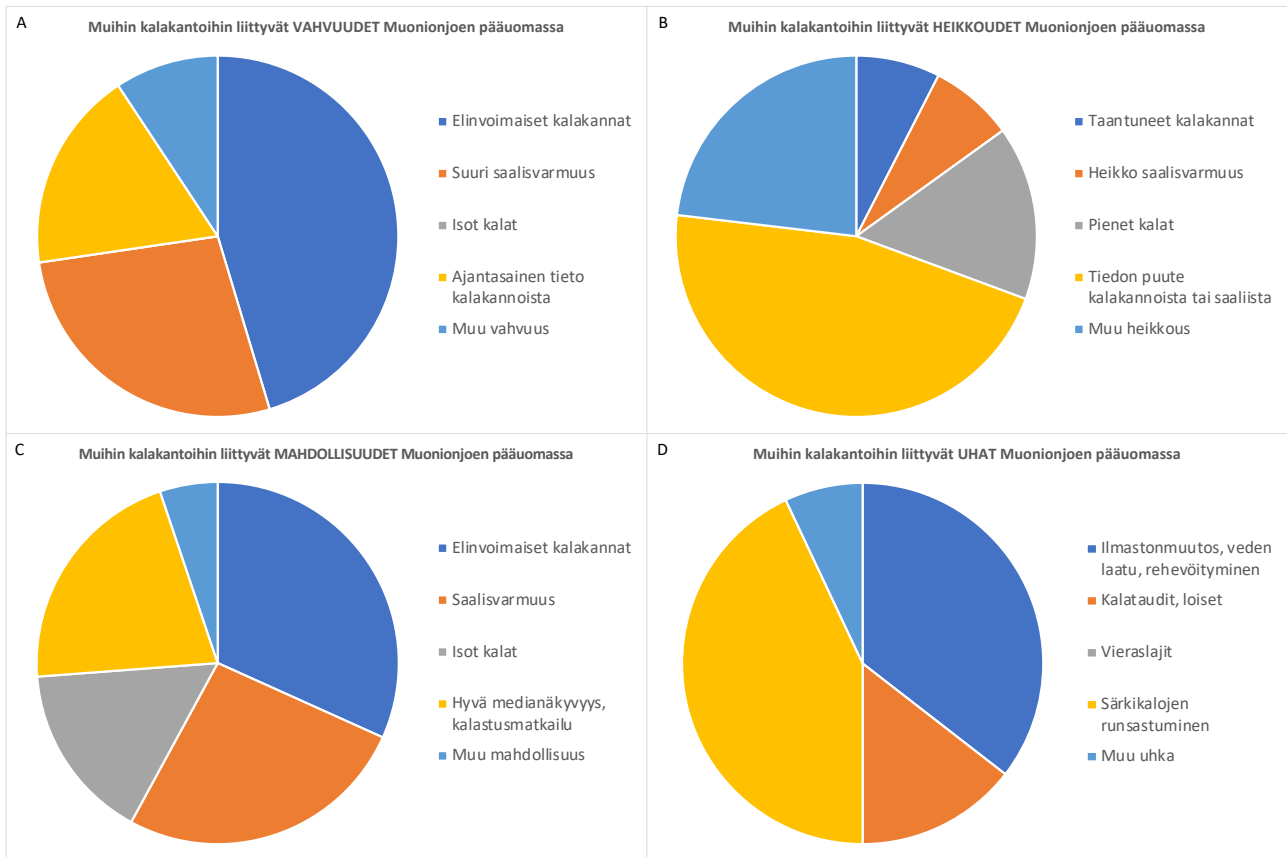 A
Muihin kalakantoihin liittyvät VAHVUUDET Muonionjoen pääuomassa
Elinvoimaiset kalakannat
Suuri saalisvarmuus
Isot kalat
Ajantasainen tieto
kalakannoista
Muu vahvuus
B
Muihin kalakantoihin liittyvät HEIKKOUDET Muonionjoen pääuomassa
Taantuneet kalakannat
Heikko saalisvarmuus
Pienet kalat
Tiedon puute
kalakannoista tai saaliista
Muu heikkous
C
Muihin kalakantoihin liittyvät MAHDOLLISUUDET Muonionjoen pääuomassa
Elinvoimaiset kalakannat
Saalisvarmuus
Isot kalat
Hyvä medianäkyvyys,
kalastusmatkailu
Muu mahdollisuus
D
Muihin kalakantoihin liittyvät UHAT Muonionjoen pääuomassa
Ilmastonmuutos, veden
laatu, rehevöityminen
Kalataudit, loiset
Vieraslajit
Särkikalojen
runsastuminen
Muu uhka